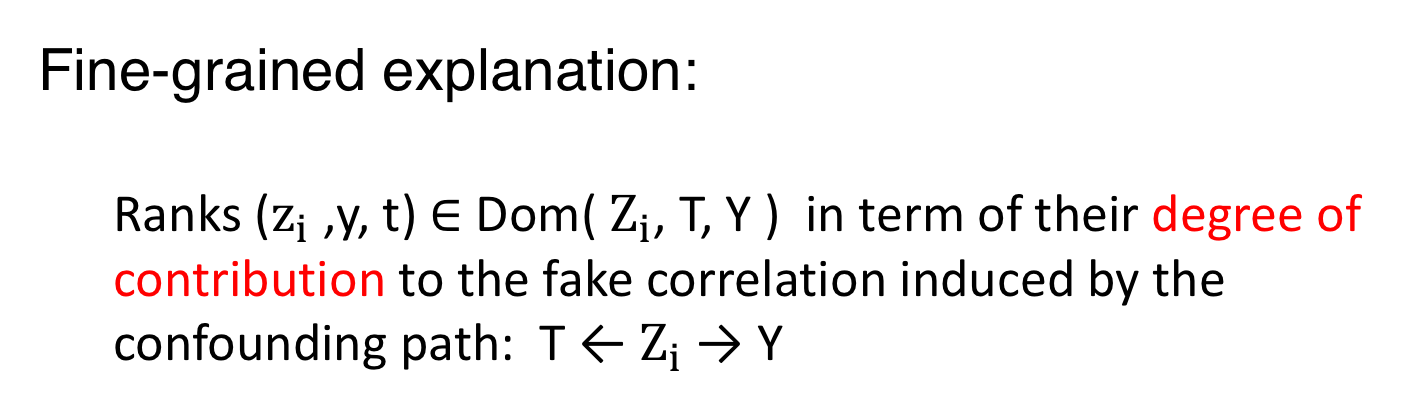 Fine-grained explanation:
Ranks (zᵢ ,y, t) ∈ Dom( Zᵢ, T, Y ) in term of their degree of
contribution to the fake correlation induced by the
confounding path: T ← Zᵢ → Y